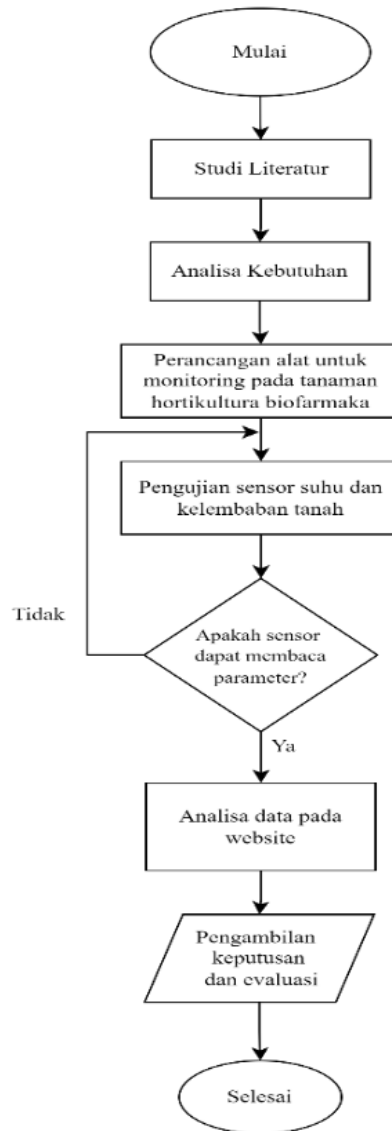 Mulai
Studi Literatur
Analisa Kebutuhan
Perancangan alat untuk
monitoring pada tanaman
hortikultura biofarmaka
Pengujian sensor suhu dan
kelembaban tanah
Tidak
Apakah sensor
dapat membaca
parameter?
Ya
Analisa data pada
website
Pengambilan
keputusan
dan evaluasi
Selesai